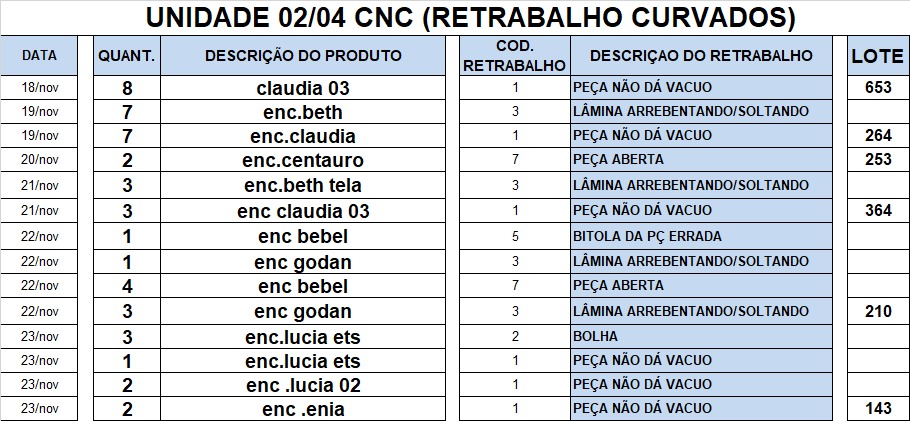 UNIDADE 02/04 CNC (RETRABALHO CURVADOS)
DATA QUANT. DESCRIÇÃO DO PRODUTO COD. RETRABALHO DESCRIÇAO DO RETRABALHO LOTE
18/nov 8 claudia 03 1 PEÇA NÃO DÁ VACUO 653
19/nov 7 enc.beth 3 LÂMINA ARREBENTANDO/SOLTANDO
19/nov 7 enc.claudia 1 PEÇA NÃO DÁ VACUO 264
20/nov 2 enc.centauro 7 PEÇA ABERTA 253
21/nov 3 enc.beth tela 3 LÂMINA ARREBENTANDO/SOLTANDO
21/nov 3 enc claudia 03 1 PEÇA NÃO DÁ VACUO 364
22/nov 1 enc bebel 5 BITOLA DA PÇ ERRADA
22/nov 1 enc godan 3 LÂMINA ARREBENTANDO/SOLTANDO
22/nov 4 enc bebel 7 PEÇA ABERTA
22/nov 3 enc godan 3 LÂMINA ARREBENTANDO/SOLTANDO 210
23/nov 3 enc.lucia ets 2 BOLHA
23/nov 1 enc.lucia ets 1 PEÇA NÃO DÁ VACUO
23/nov 2 enc .lucia 02 1 PEÇA NÃO DÁ VACUO
23/nov 2 enc .enia 1 PEÇA NÃO DÁ VACUO 143